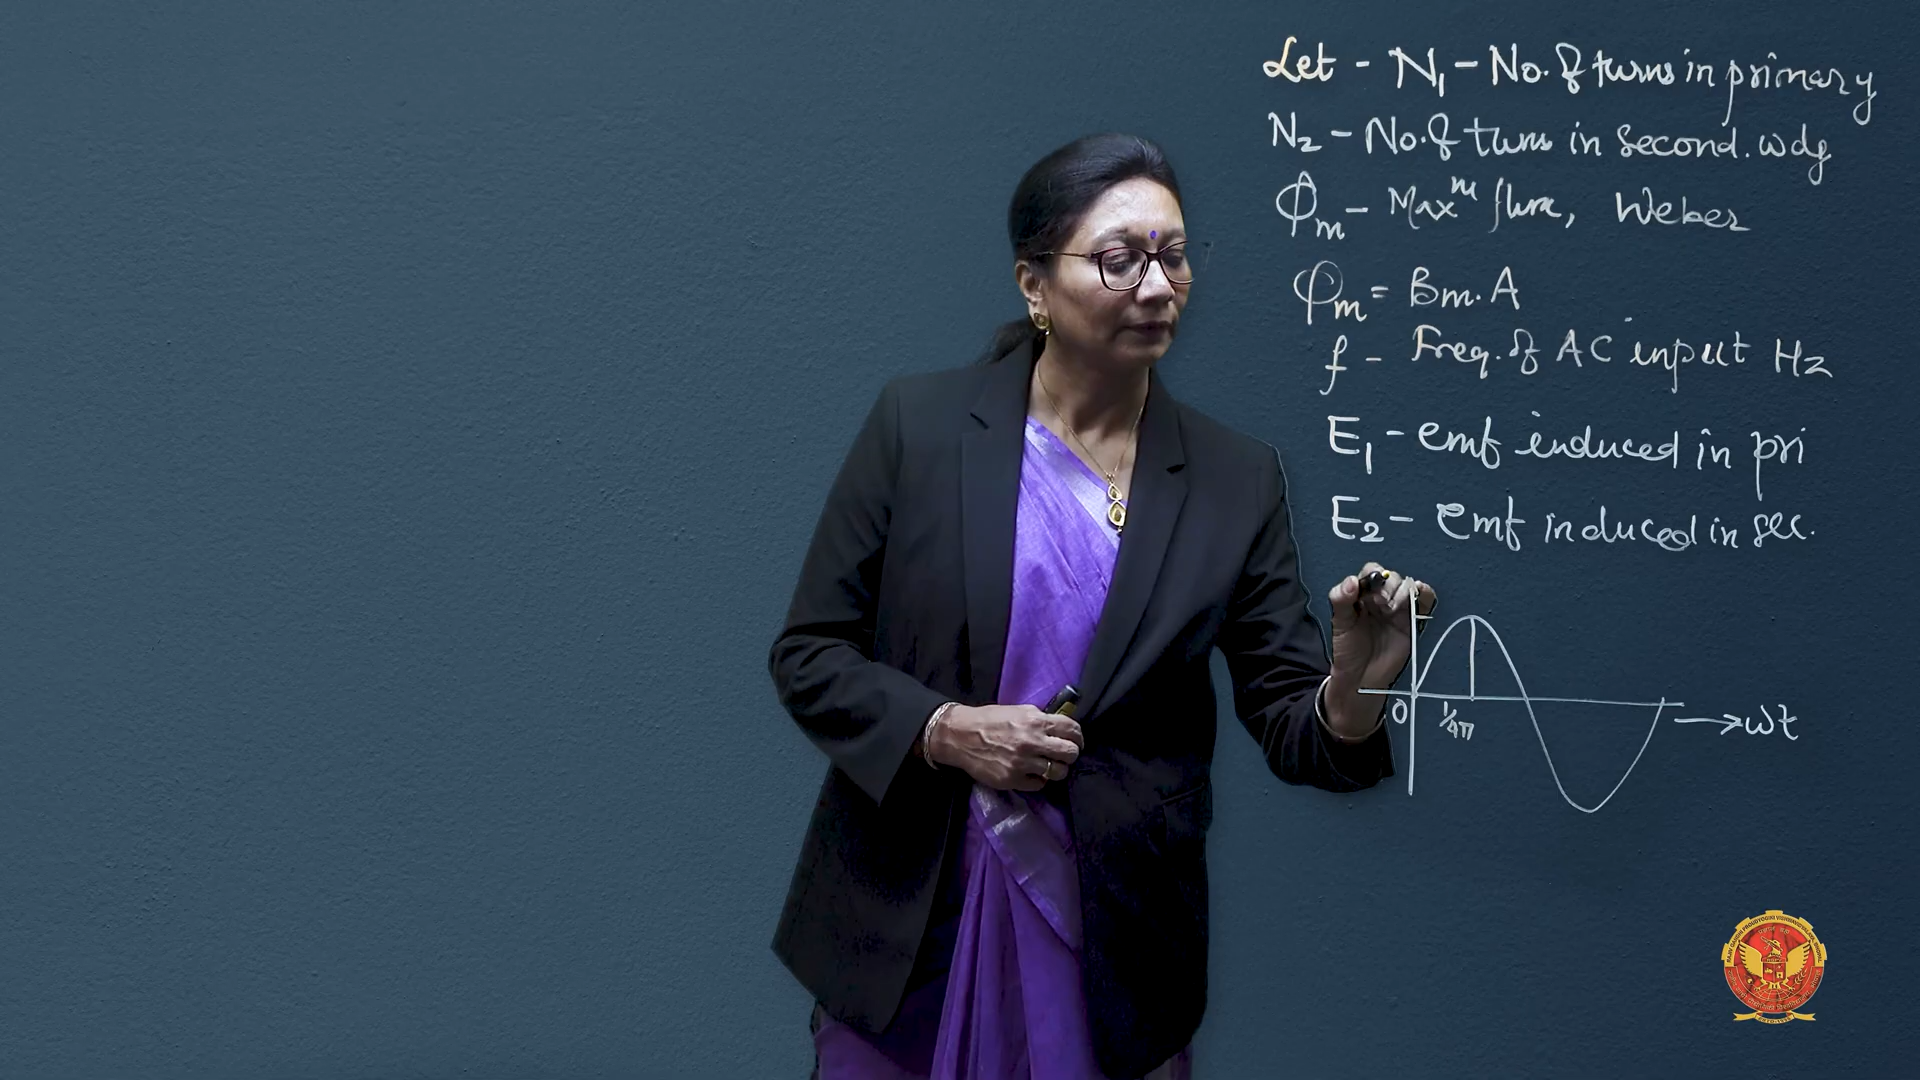 Let - N₁ - No. of turns in primary
N₂ - No. of turns in second. wdg
Φm - Maxᵐ flux, Weber
φm = Bm. A
f - Freq. of AC input Hz
E₁ - emf induced in pri
E₂ - emf induced in sec.
0
1/4π
→ wt